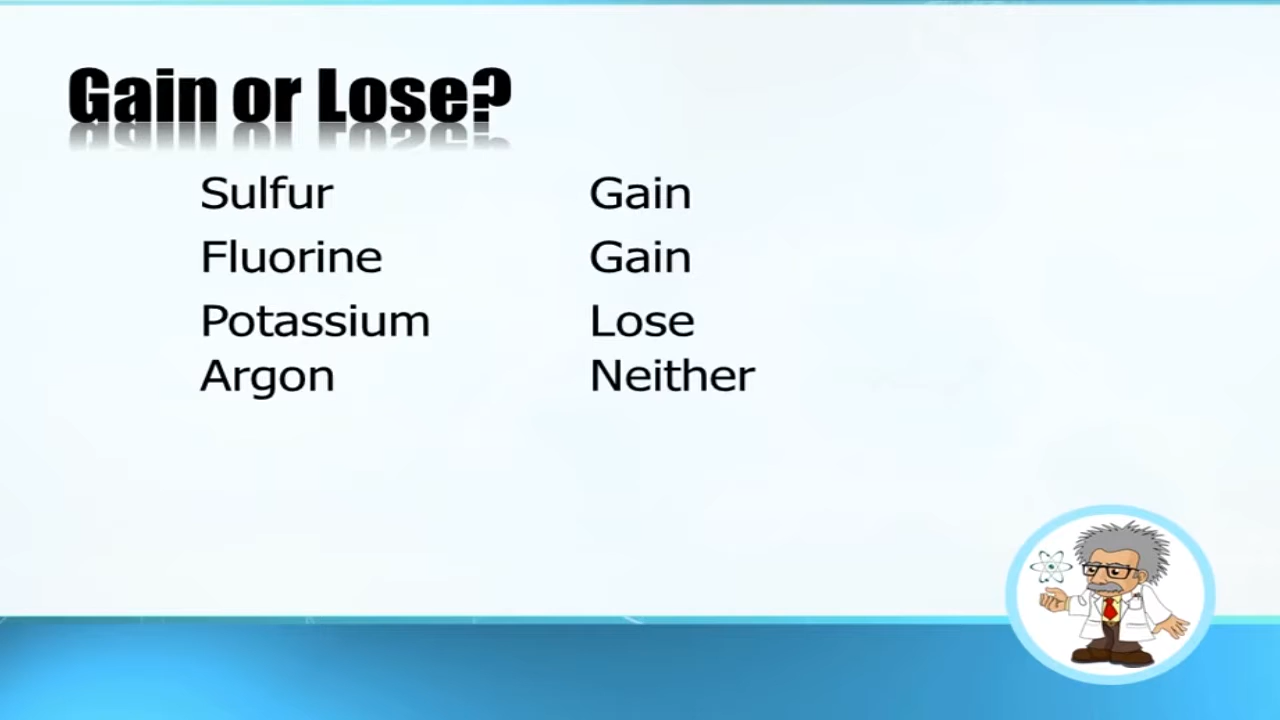 Gain or Lose?
Sulfur Gain
Fluorine Gain
Potassium Lose
Argon Neither